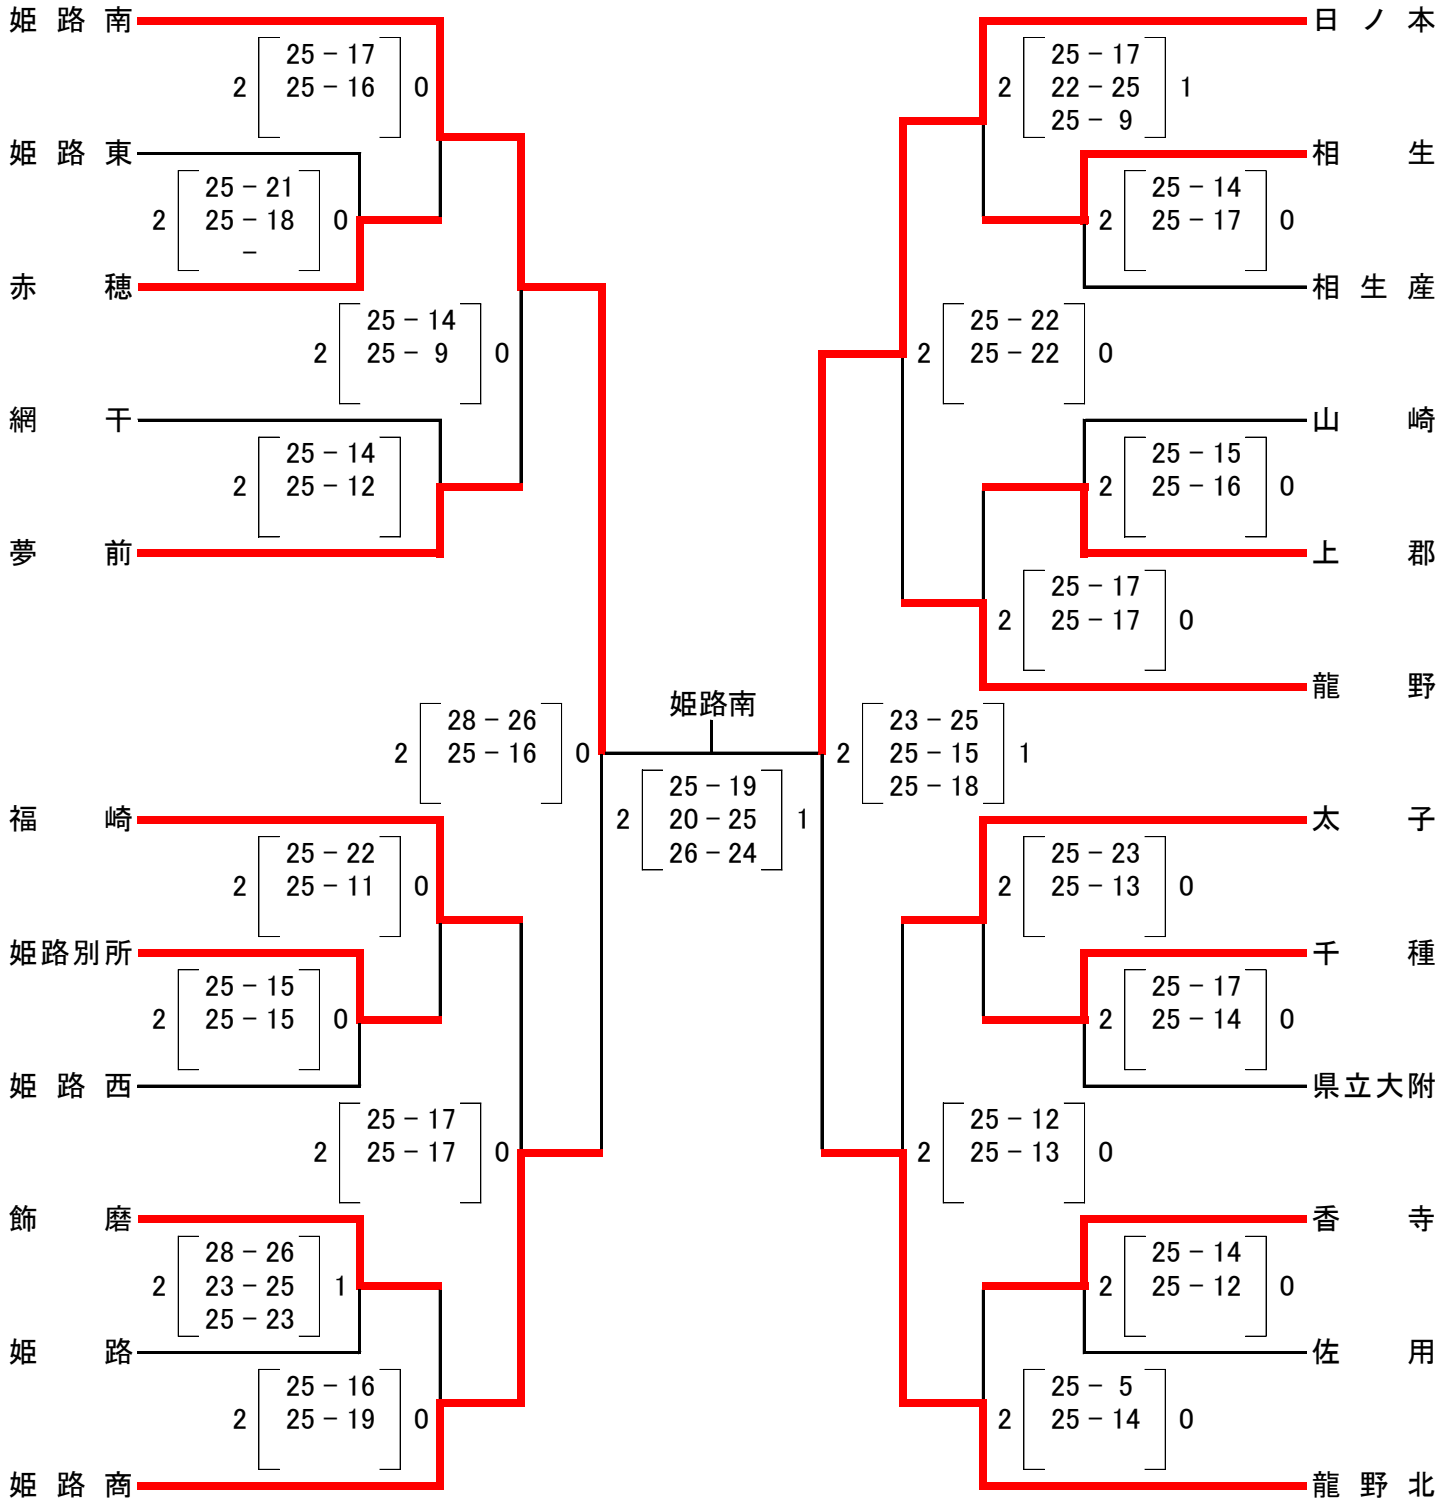 姫路南
2 25－17 0
25－16
姫路東
2 25－21 0
25－18
－
赤穂
2 25－14 0
25－9
網干
2 25－14
25－12
夢前
2 28－26 0
25－16
福崎
2 25－22 0
25－11
姫路別所
2 25－15 0
25－15
姫路西
2 25－17 0
25－17
飾磨
2 28－26 1
23－25
25－23
姫路
2 25－16 0
25－19
姫路商
姫路南
2 25－19 1
20－25
26－24
日ノ本
2 25－17 1
22－25
25－9
相生
2 25－14 0
25－17
相生産
2 25－22 0
25－22
山崎
2 25－15 0
25－16
上郡
2 25－17 0
25－17
龍野
2 23－25 1
25－15
25－18
太子
2 25－23 0
25－13
千種
2 25－17 0
25－14
県立大附
2 25－12 0
25－13
香寺
2 25－14 0
25－12
佐用
2 25－5 0
25－14
龍野北